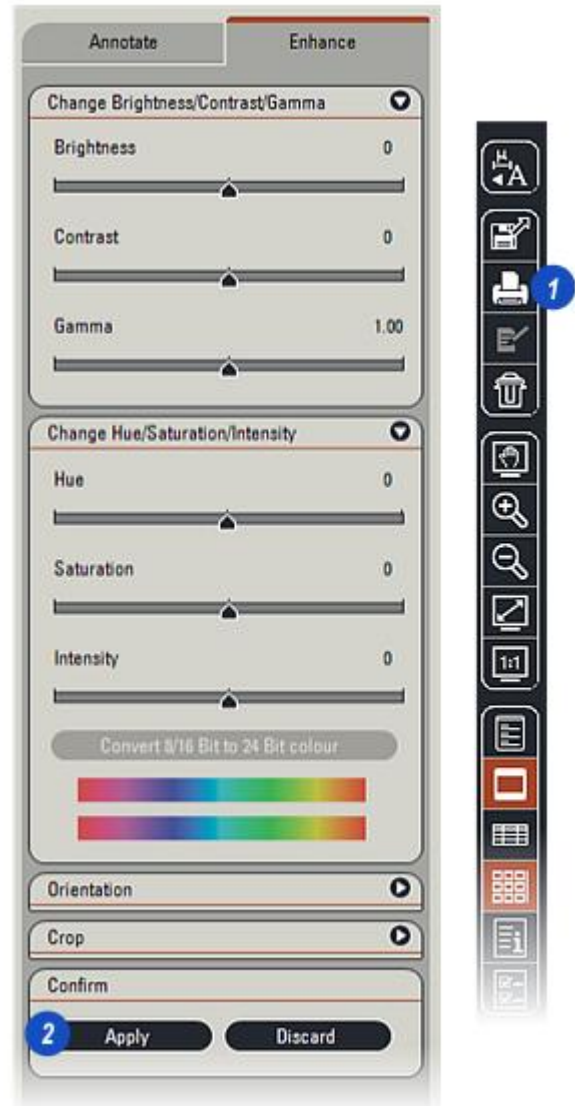 Annotate Enhance
Change Brightness/Contrast/Gamma
Brightness 0
Contrast 0
Gamma 1.00
Change Hue/Saturation/Intensity
Hue 0
Saturation 0
Intensity 0
Convert 8/16 Bit to 24 Bit colour
Orientation
Crop
Confirm
2 Apply Discard
A
1
1:1
i